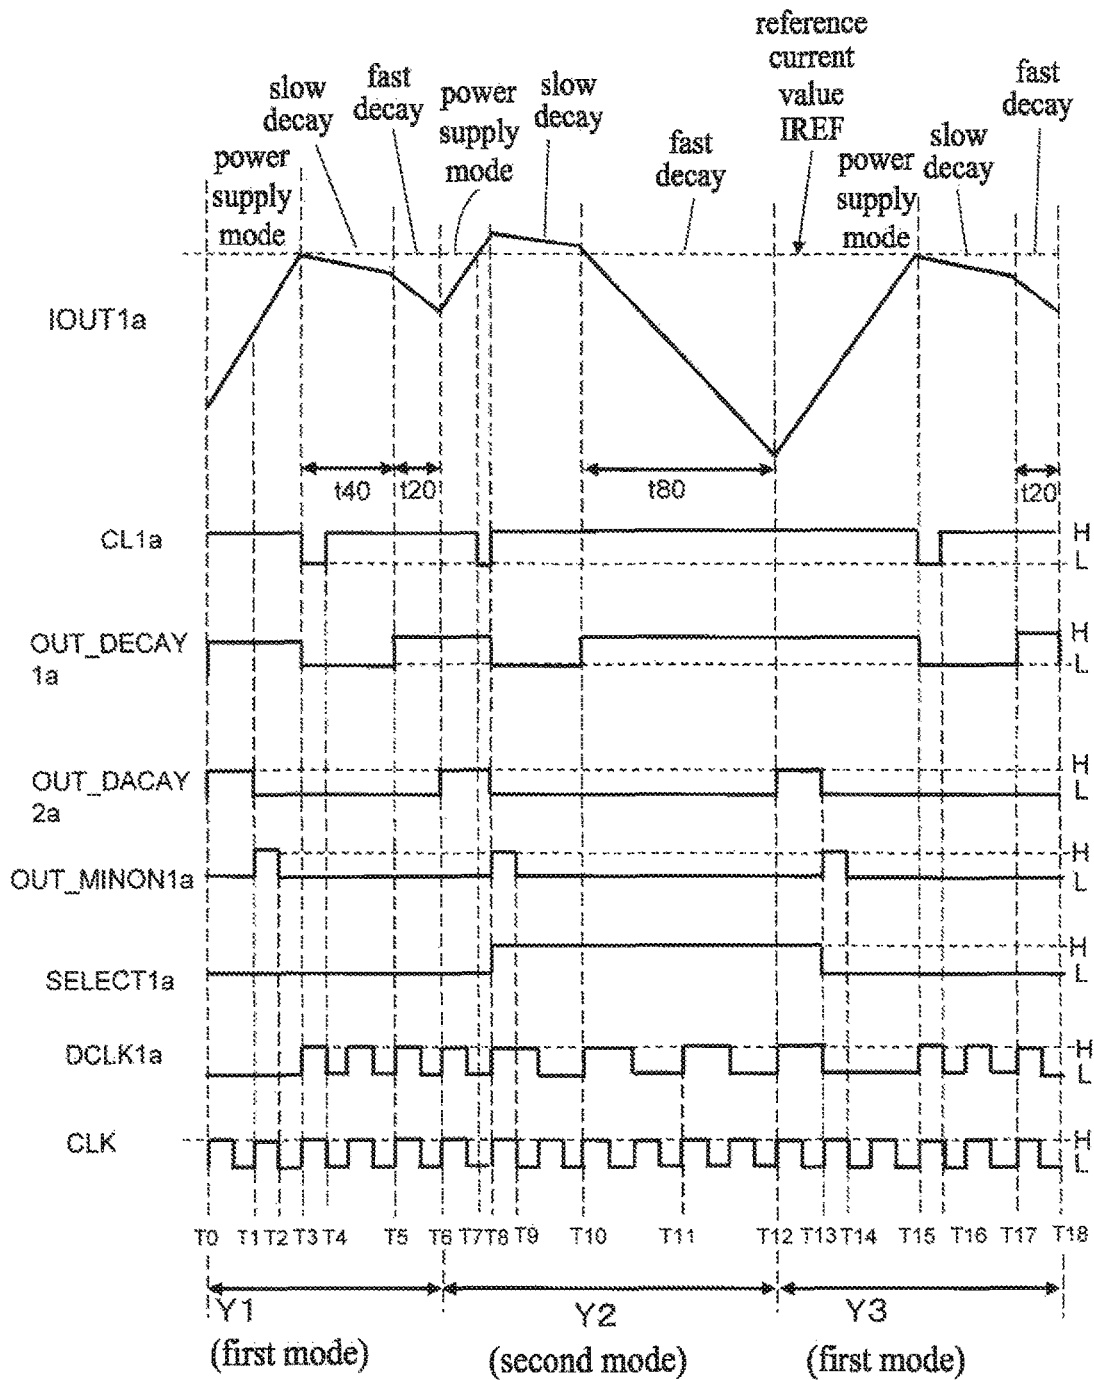 reference
current
value
IREF
slow
decay
fast
decay
power
supply
mode
slow
decay
fast
decay
power
supply
mode
fast
decay
power
supply
mode
slow
decay
IOUT1a
t40
t20
t80
t20
CL1a
H
L
OUT_DECAY
1a
H
L
OUT_DACAY
2a
H
L
OUT_MINON1a
H
L
SELECT1a
H
L
DCLK1a
H
L
CLK
H
L
T0 T1 T2 T3 T4 T5 T6 T7 T8 T9 T10 T11 T12 T13 T14 T15 T16 T17 T18
Y1 Y2 Y3
(first mode) (second mode) (first mode)